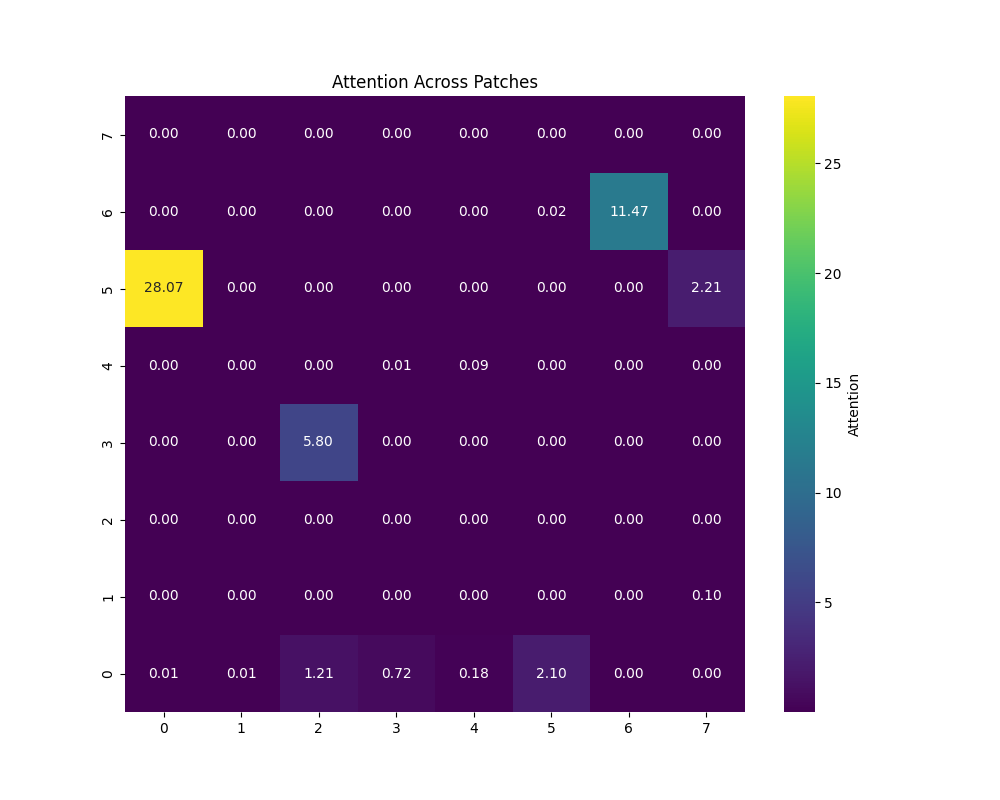 Attention Across Patches
7 0.00 0.00 0.00 0.00 0.00 0.00 0.00 0.00
6 0.00 0.00 0.00 0.00 0.00 0.02 11.47 0.00
5 28.07 0.00 0.00 0.00 0.00 0.00 0.00 2.21
4 0.00 0.00 0.00 0.01 0.09 0.00 0.00 0.00
3 0.00 0.00 5.80 0.00 0.00 0.00 0.00 0.00
2 0.00 0.00 0.00 0.00 0.00 0.00 0.00 0.00
1 0.00 0.00 0.00 0.00 0.00 0.00 0.00 0.10
0 0.01 0.01 1.21 0.72 0.18 2.10 0.00 0.00
0 1 2 3 4 5 6 7
25
20
15
10
5
Attention